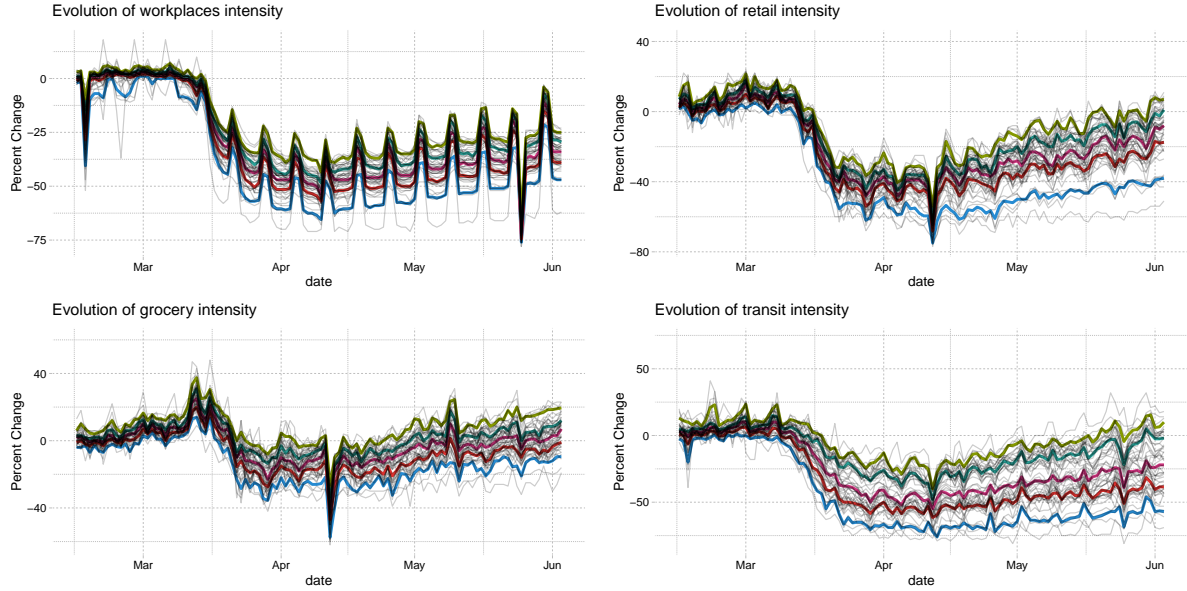 Evolution of workplaces intensity
Percent Change
0
−25
−50
−75
Mar
Apr
May
Jun
date
Evolution of retail intensity
Percent Change
40
0
−40
−80
Mar
Apr
May
Jun
date
Evolution of grocery intensity
Percent Change
40
0
−40
Mar
Apr
May
Jun
date
Evolution of transit intensity
Percent Change
50
0
−50
Mar
Apr
May
Jun
date